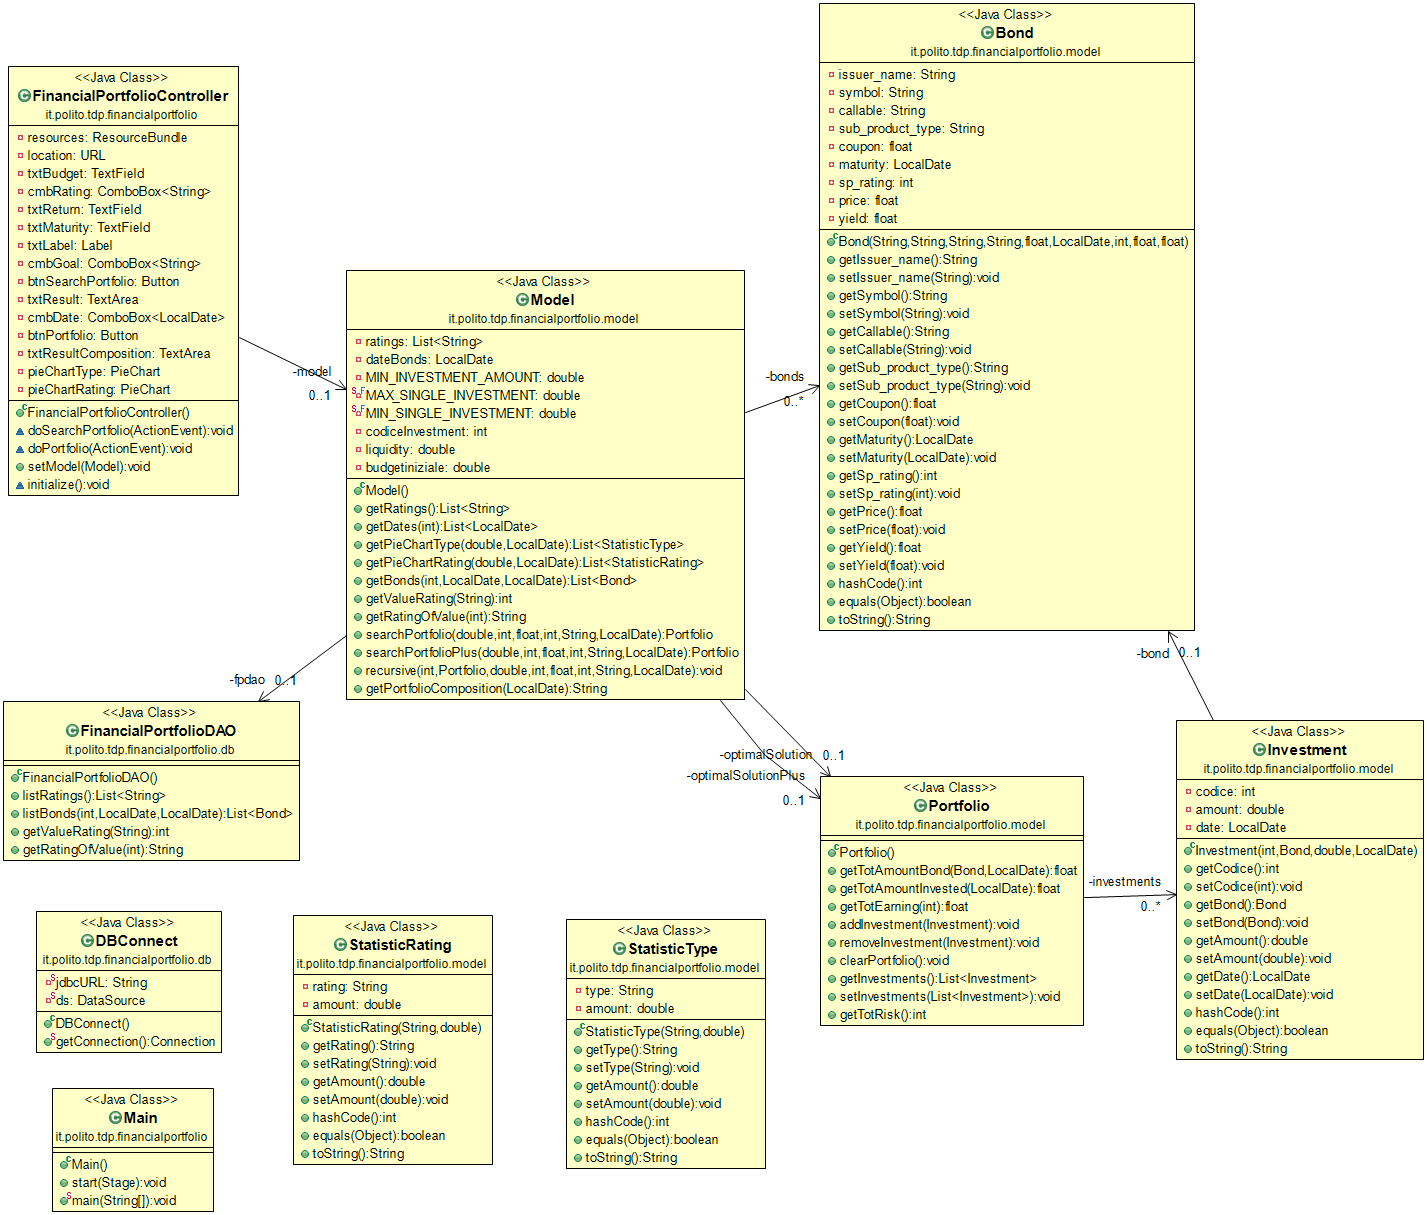 <<Java Class>>
FinancialPortfolioController
it.polito.tdp.financialportfolio
resources: ResourceBundle
location: URL
txtBudget: TextField
cmbRating: ComboBox<String>
txtReturn: TextField
txtMaturity: TextField
txtLabel: Label
cmbGoal: ComboBox<String>
btnSearchPortfolio: Button
txtResult: TextArea
cmbDate: ComboBox<LocalDate>
btnPortfolio: Button
txtResultComposition: TextArea
pieChartType: PieChart
pieChartRating: PieChart
FinancialPortfolioController()
doSearchPortfolio(ActionEvent):void
doPortfolio(ActionEvent):void
setModel(Model):void
initialize():void
-model
0..1
<<Java Class>>
Model
it.polito.tdp.financialportfolio.model
ratings: List<String>
dateBonds: LocalDate
MIN_INVESTMENT_AMOUNT: double
MAX_SINGLE_INVESTMENT: double
MIN_SINGLE_INVESTMENT: double
codiceInvestment: int
liquidity: double
budgetiniziale: double
Model()
getRatings():List<String>
getDates(int):List<LocalDate>
getPieChartType(double,LocalDate):List<StatisticType>
getPieChartRating(double,LocalDate):List<StatisticRating>
getBonds(int,LocalDate,LocalDate):List<Bond>
getValueRating(String):int
getRatingOfValue(int):String
searchPortfolio(double,int,float,int,String,LocalDate):Portfolio
searchPortfolioPlus(double,int,float,int,String,LocalDate):Portfolio
recursive(int,Portfolio,double,int,float,int,String,LocalDate):void
getPortfolioComposition(LocalDate):String
-bonds
0..*
<<Java Class>>
Bond
it.polito.tdp.financialportfolio.model
issuer_name: String
symbol: String
callable: String
sub_product_type: String
coupon: float
maturity: LocalDate
sp_rating: int
price: float
yield: float
Bond(String,String,String,String,float,LocalDate,int,float,float)
getIssuer_name():String
setIssuer_name(String):void
getSymbol():String
setSymbol(String):void
getCallable():String
setCallable(String):void
getSub_product_type():String
setSub_product_type(String):void
getCoupon():float
setCoupon(float):void
getMaturity():LocalDate
setMaturity(LocalDate):void
getSp_rating():int
setSp_rating(int):void
getPrice():float
setPrice(float):void
getYield():float
setYield(float):void
hashCode():int
equals(Object):boolean
toString():String
-bond 0..1
-fpdao 0..1
<<Java Class>>
FinancialPortfolioDAO
it.polito.tdp.financialportfolio.db
FinancialPortfolioDAO()
listRatings():List<String>
listBonds(int,LocalDate,LocalDate):List<Bond>
getValueRating(String):int
getRatingOfValue(int):String
-optimalSolution 0..1
-optimalSolutionPlus
0..1
<<Java Class>>
Portfolio
it.polito.tdp.financialportfolio.model
Portfolio()
getTotAmountBond(Bond,LocalDate):float
getTotAmountInvested(LocalDate):float
getTotEarning(int):float
addInvestment(Investment):void
removeInvestment(Investment):void
clearPortfolio():void
getInvestments():List<Investment>
setInvestments(List<Investment>):void
getTotRisk():int
-investments
0..*
<<Java Class>>
Investment
it.polito.tdp.financialportfolio.model
codice: int
amount: double
date: LocalDate
Investment(int,Bond,double,LocalDate)
getCodice():int
setCodice(int):void
getBond():Bond
setBond(Bond):void
getAmount():double
setAmount(double):void
getDate():LocalDate
setDate(LocalDate):void
hashCode():int
equals(Object):boolean
toString():String
<<Java Class>>
DBConnect
it.polito.tdp.financialportfolio.db
jdbcURL: String
ds: DataSource
DBConnect()
getConnection():Connection
<<Java Class>>
StatisticRating
it.polito.tdp.financialportfolio.model
rating: String
amount: double
StatisticRating(String,double)
getRating():String
setRating(String):void
getAmount():double
setAmount(double):void
hashCode():int
equals(Object):boolean
toString():String
<<Java Class>>
StatisticType
it.polito.tdp.financialportfolio.model
type: String
amount: double
StatisticType(String,double)
getType():String
setType(String):void
getAmount():double
setAmount(double):void
hashCode():int
equals(Object):boolean
toString():String
<<Java Class>>
Main
it.polito.tdp.financialportfolio
Main()
start(Stage):void
main(String[]):void